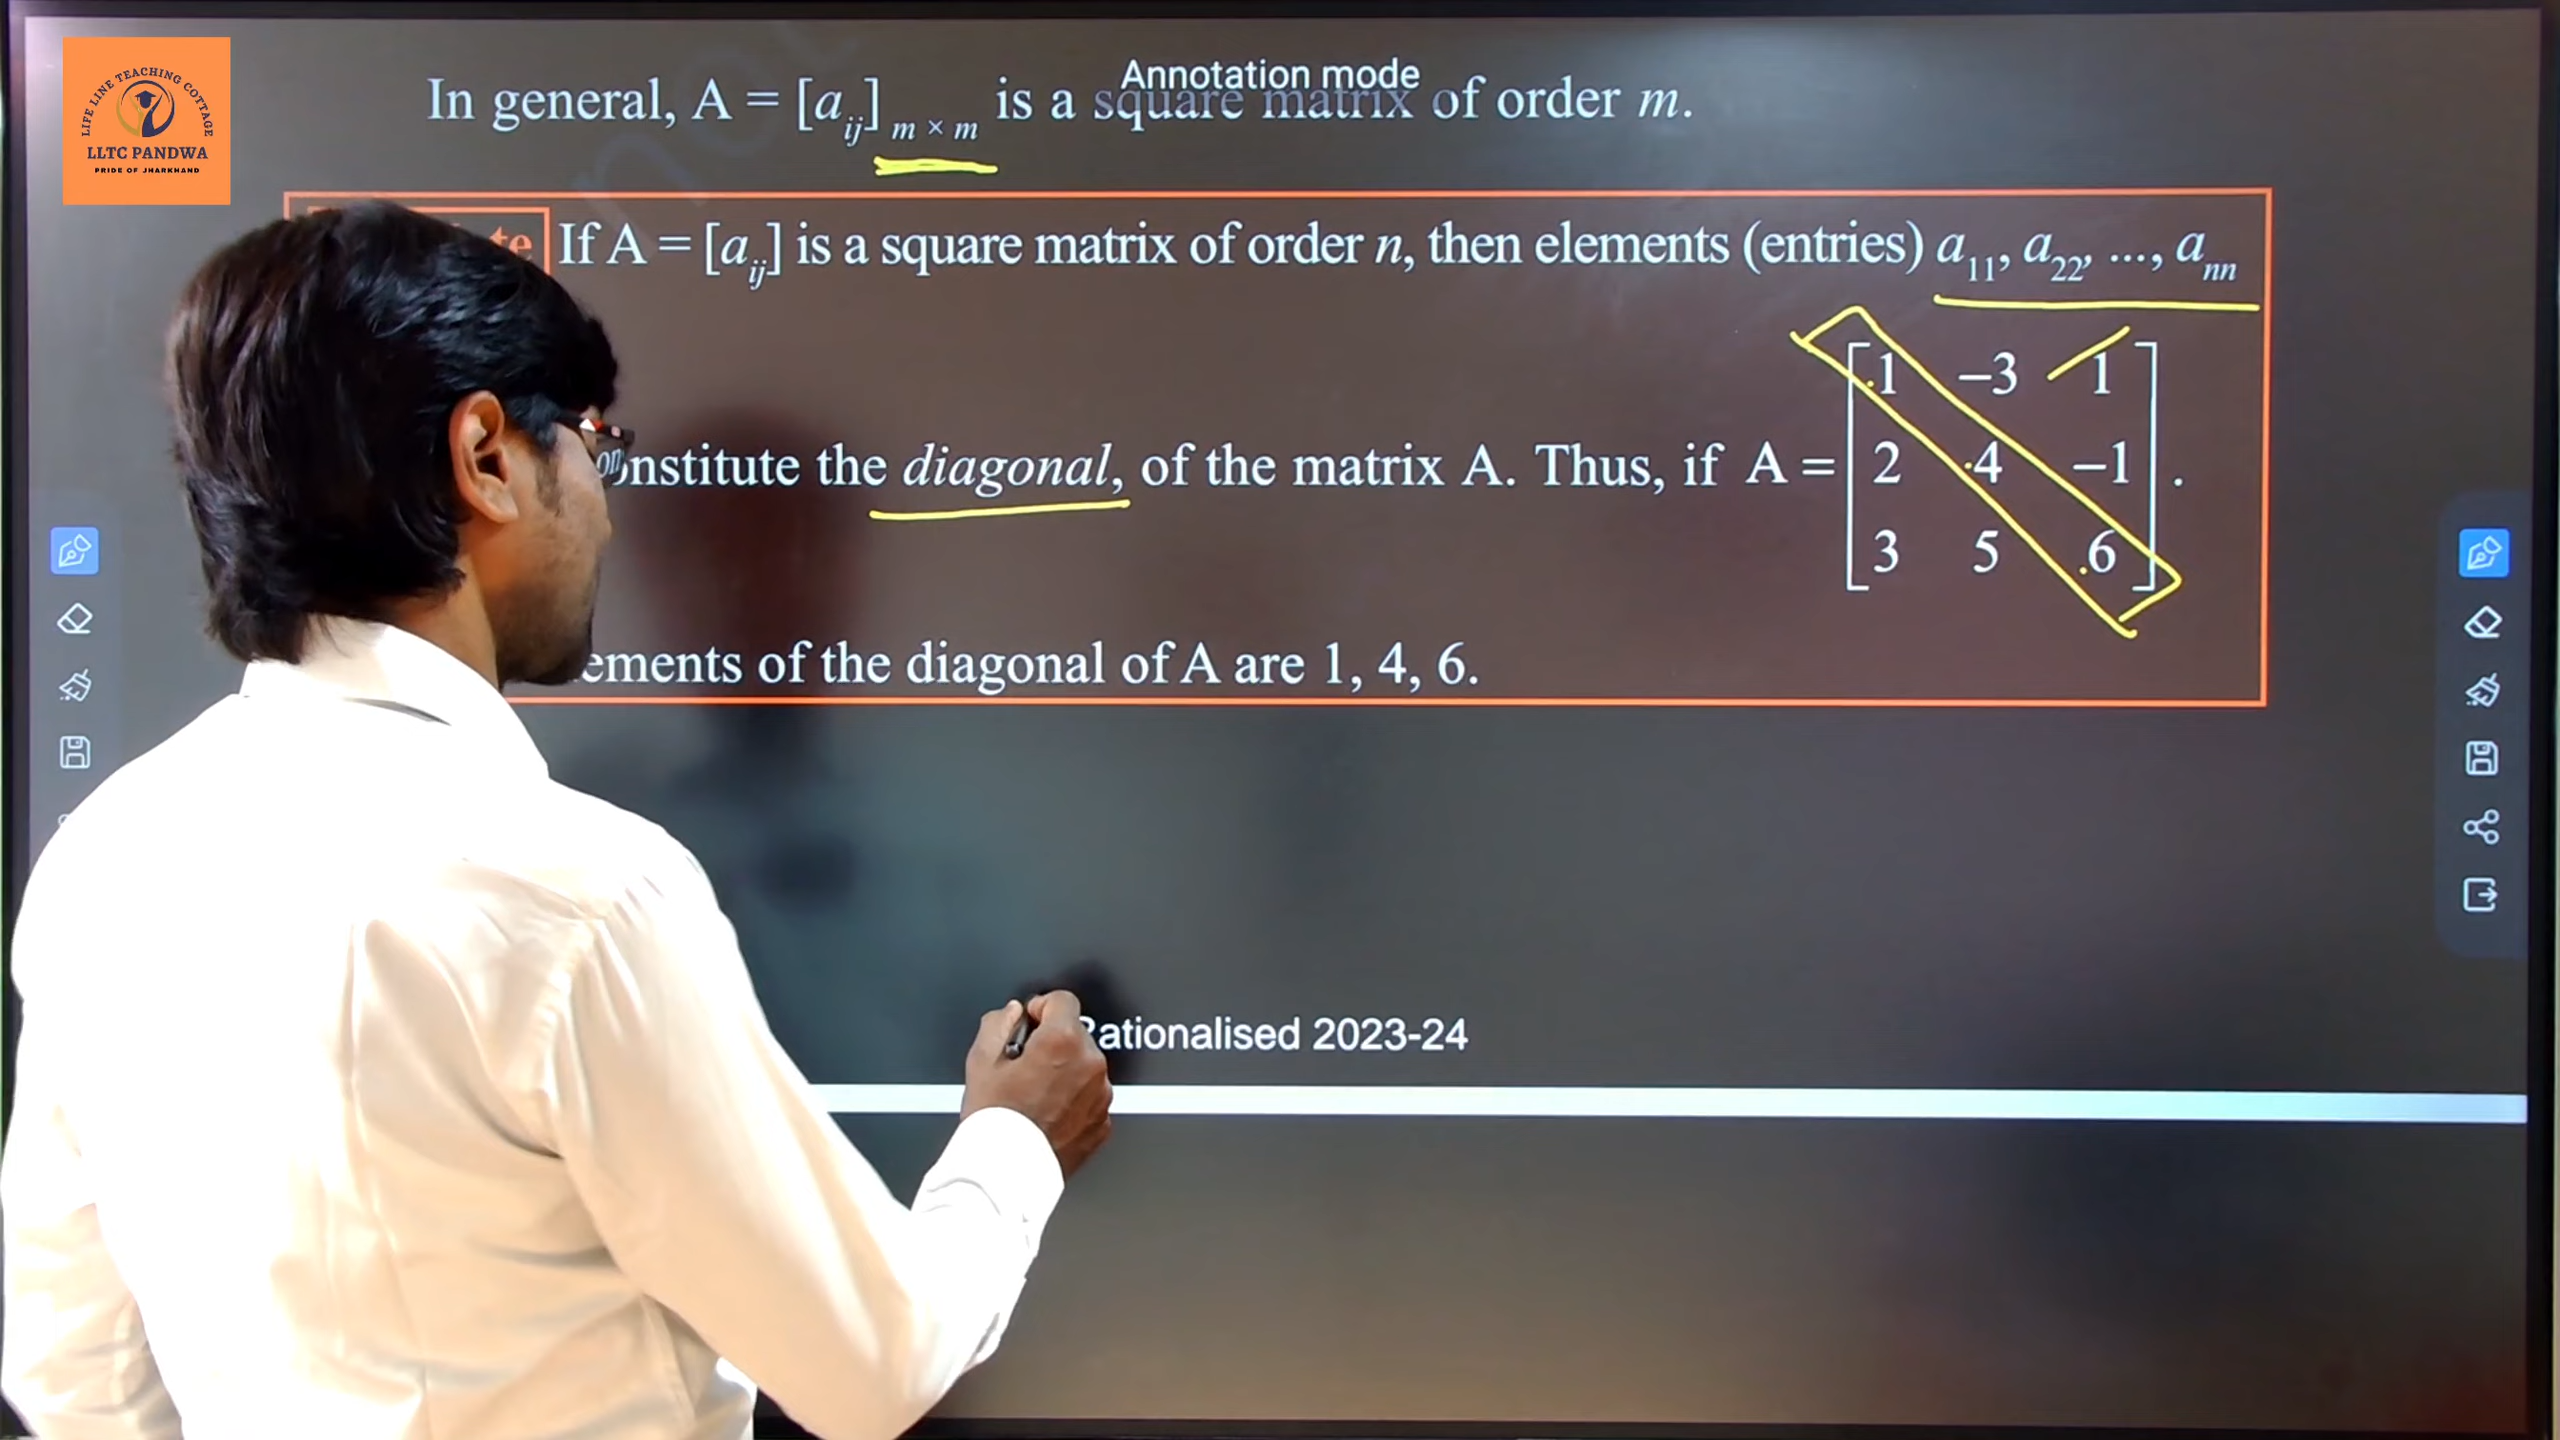 LIFE LINE TEACHING COTTAGE
LLTC PANDWA
PRIDE OF JHARKHAND
Annotation mode
In general, A = [aᵢⱼ] m × m is a square matrix of order m.
If A = [aᵢⱼ] is a square matrix of order n, then elements (entries) a₁₁, a₂₂, ..., aₙₙ
1 –3 1
of the matrix A. Thus, if A = 2 4 –1 .
the diagonal,
3 5 6
of the diagonal of A are 1, 4, 6.
2023-24